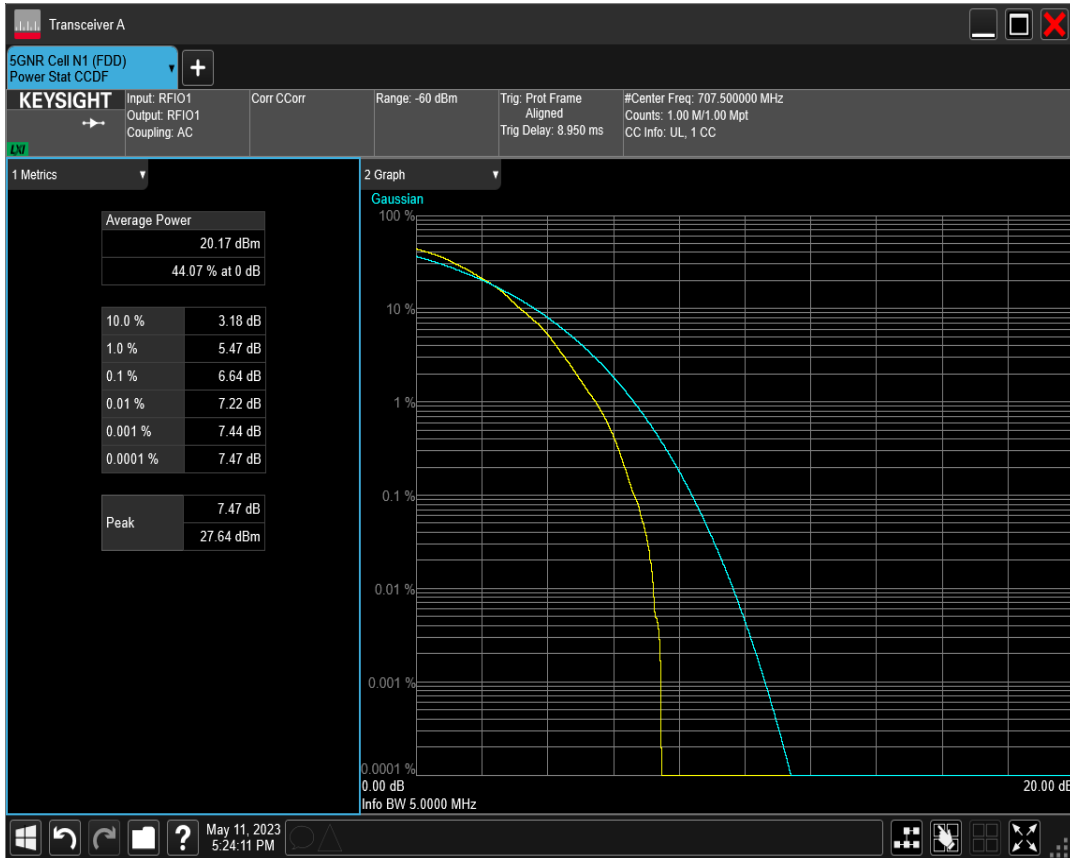 Transceiver A
5GNR Cell N1 (FDD)
Power Stat CCDF
+
KEYSIGHT
LXI
Input: RFIO1
Output: RFIO1
Coupling: AC
Corr CCorr
Range: -60 dBm
Trig: Prot Frame
Aligned
Trig Delay: 8.950 ms
#Center Freq: 707.500000 MHz
Counts: 1.00 M/1.00 Mpt
CC Info: UL, 1 CC
1 Metrics
Average Power
20.17 dBm
44.07 % at 0 dB
10.0 % 3.18 dB
1.0 % 5.47 dB
0.1 % 6.64 dB
0.01 % 7.22 dB
0.001 % 7.44 dB
0.0001 % 7.47 dB
Peak
7.47 dB
27.64 dBm
2 Graph
Gaussian
100 %
10 %
1 %
0.1 %
0.01 %
0.001 %
0.0001 %
0.00 dB 20.00 dB
Info BW 5.0000 MHz
?
May 11, 2023
5:24:11 PM